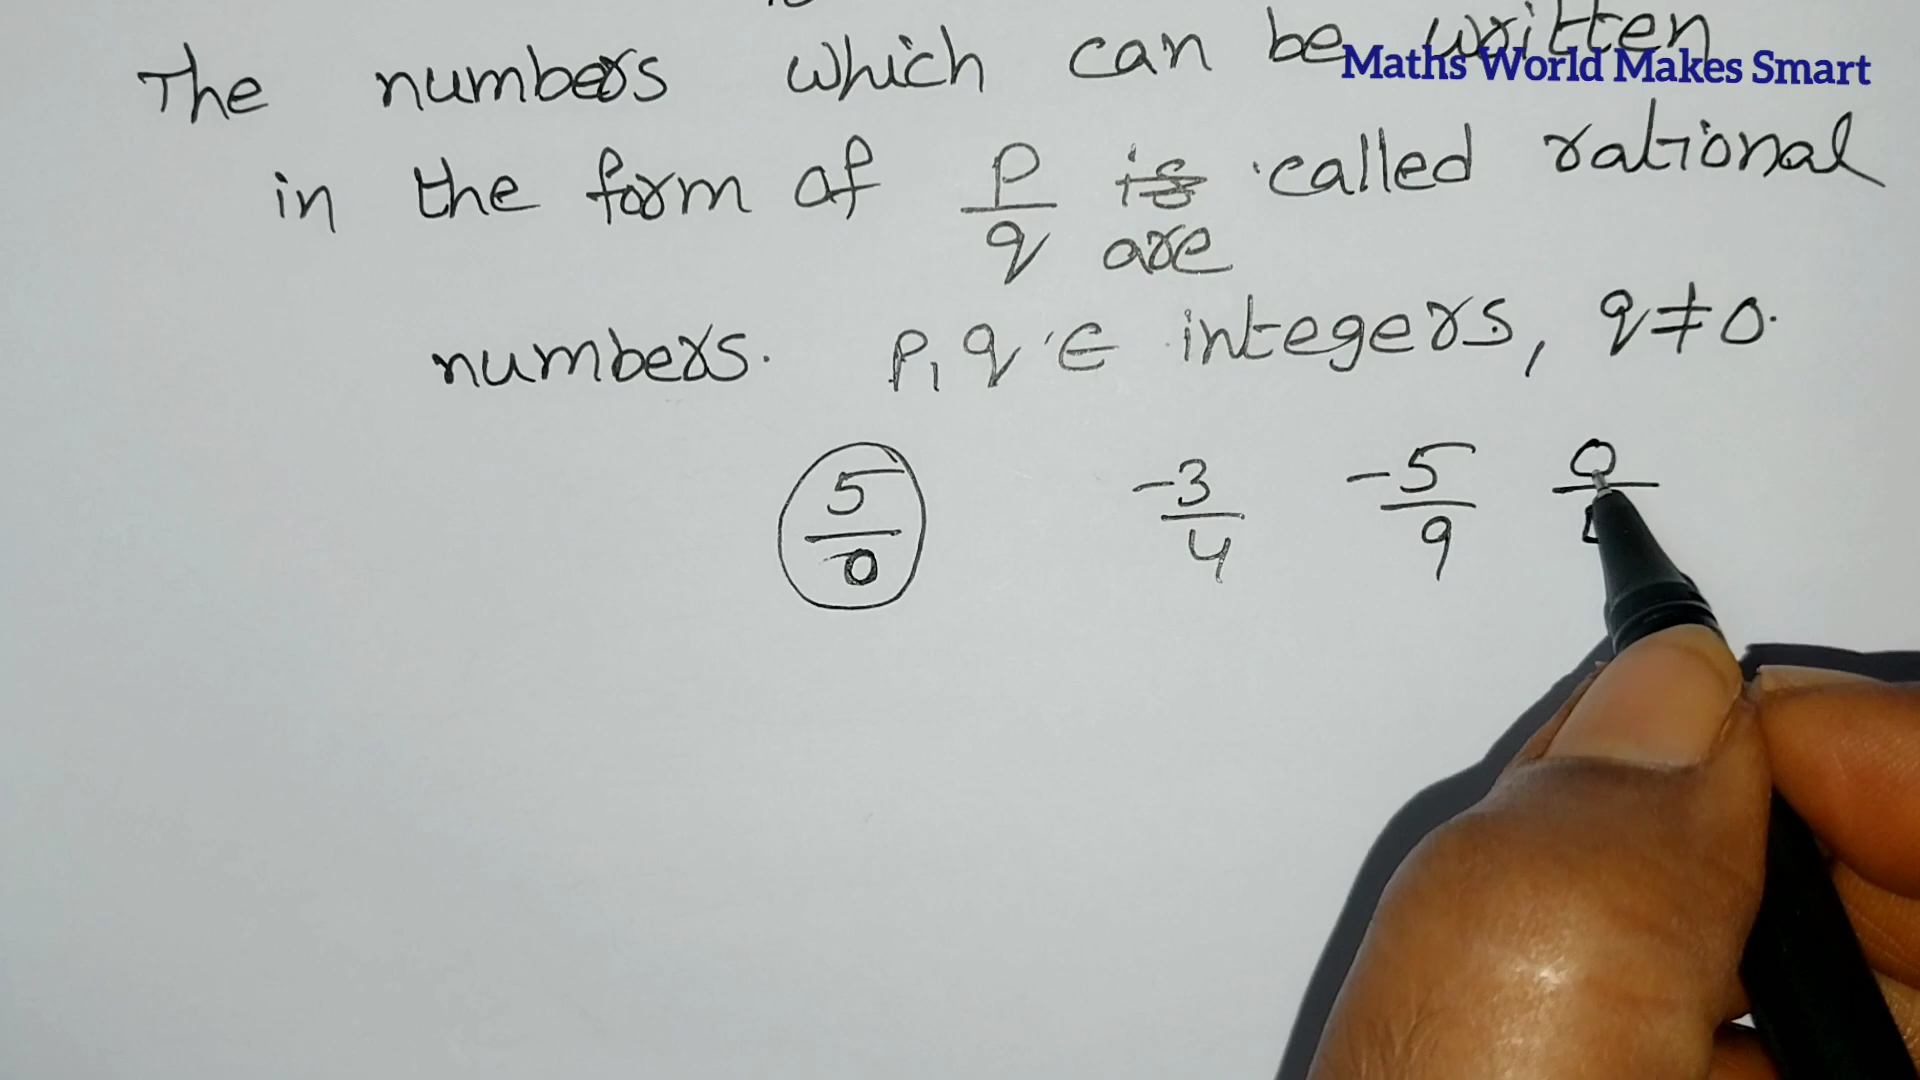 The numbers which can be written
Maths World Makes Smart
in the form of p/q is are called rational
numbers. p, q ∈ integers, q ≠ 0.
5/0 -3/4 -5/9 0